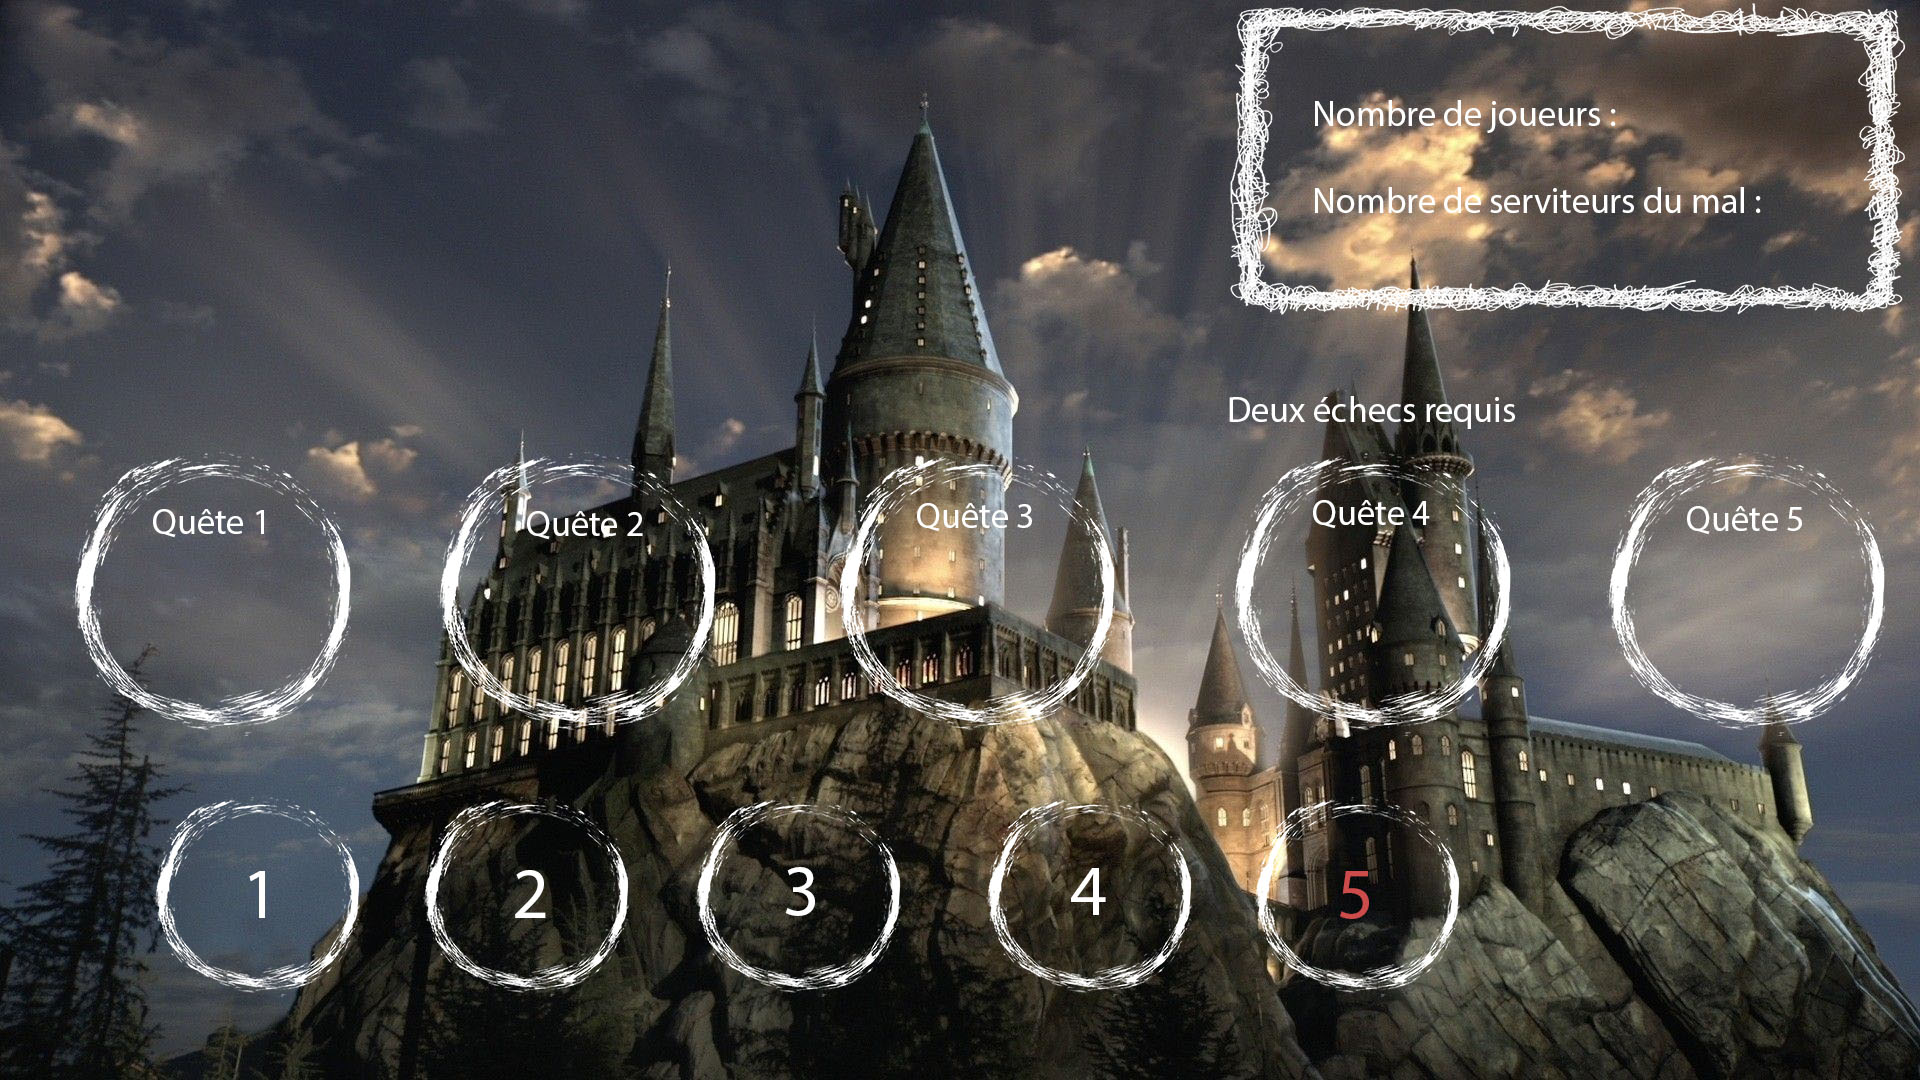 Nombre de joueurs :
Nombre de serviteurs du mal :
Deux échecs requis
Quête 1
Quête 2
Quête 3
Quête 4
Quête 5
1
2
3
4
5